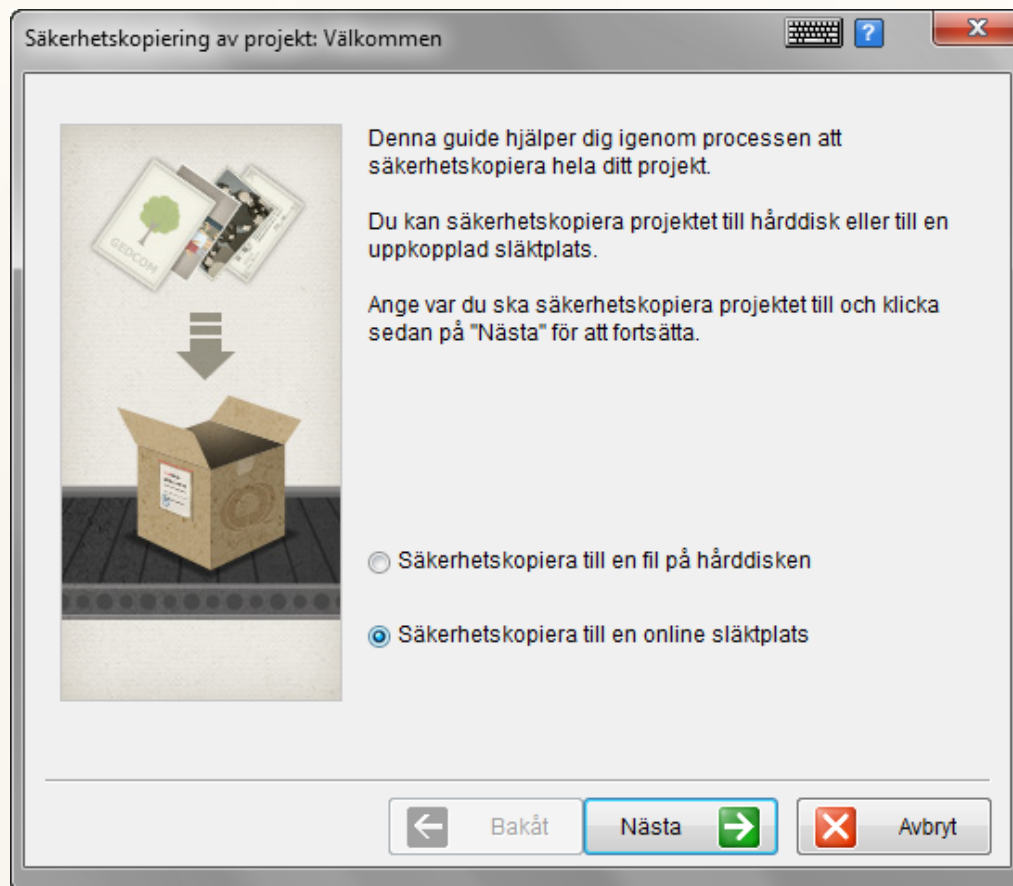 Säkerhetskopiering av projekt: Välkommen
?
Denna guide hjälper dig igenom processen att
säkerhetskopiera hela ditt projekt.
Du kan säkerhetskopiera projektet till hårddisk eller till en
uppkopplad släktplats.
Ange var du ska säkerhetskopiera projektet till och klicka
sedan på "Nästa" för att fortsätta.
GEDCOM
Säkerhetskopiera till en fil på hårddisken
Säkerhetskopiera till en online släktplats
Bakåt
Nästa
Avbryt